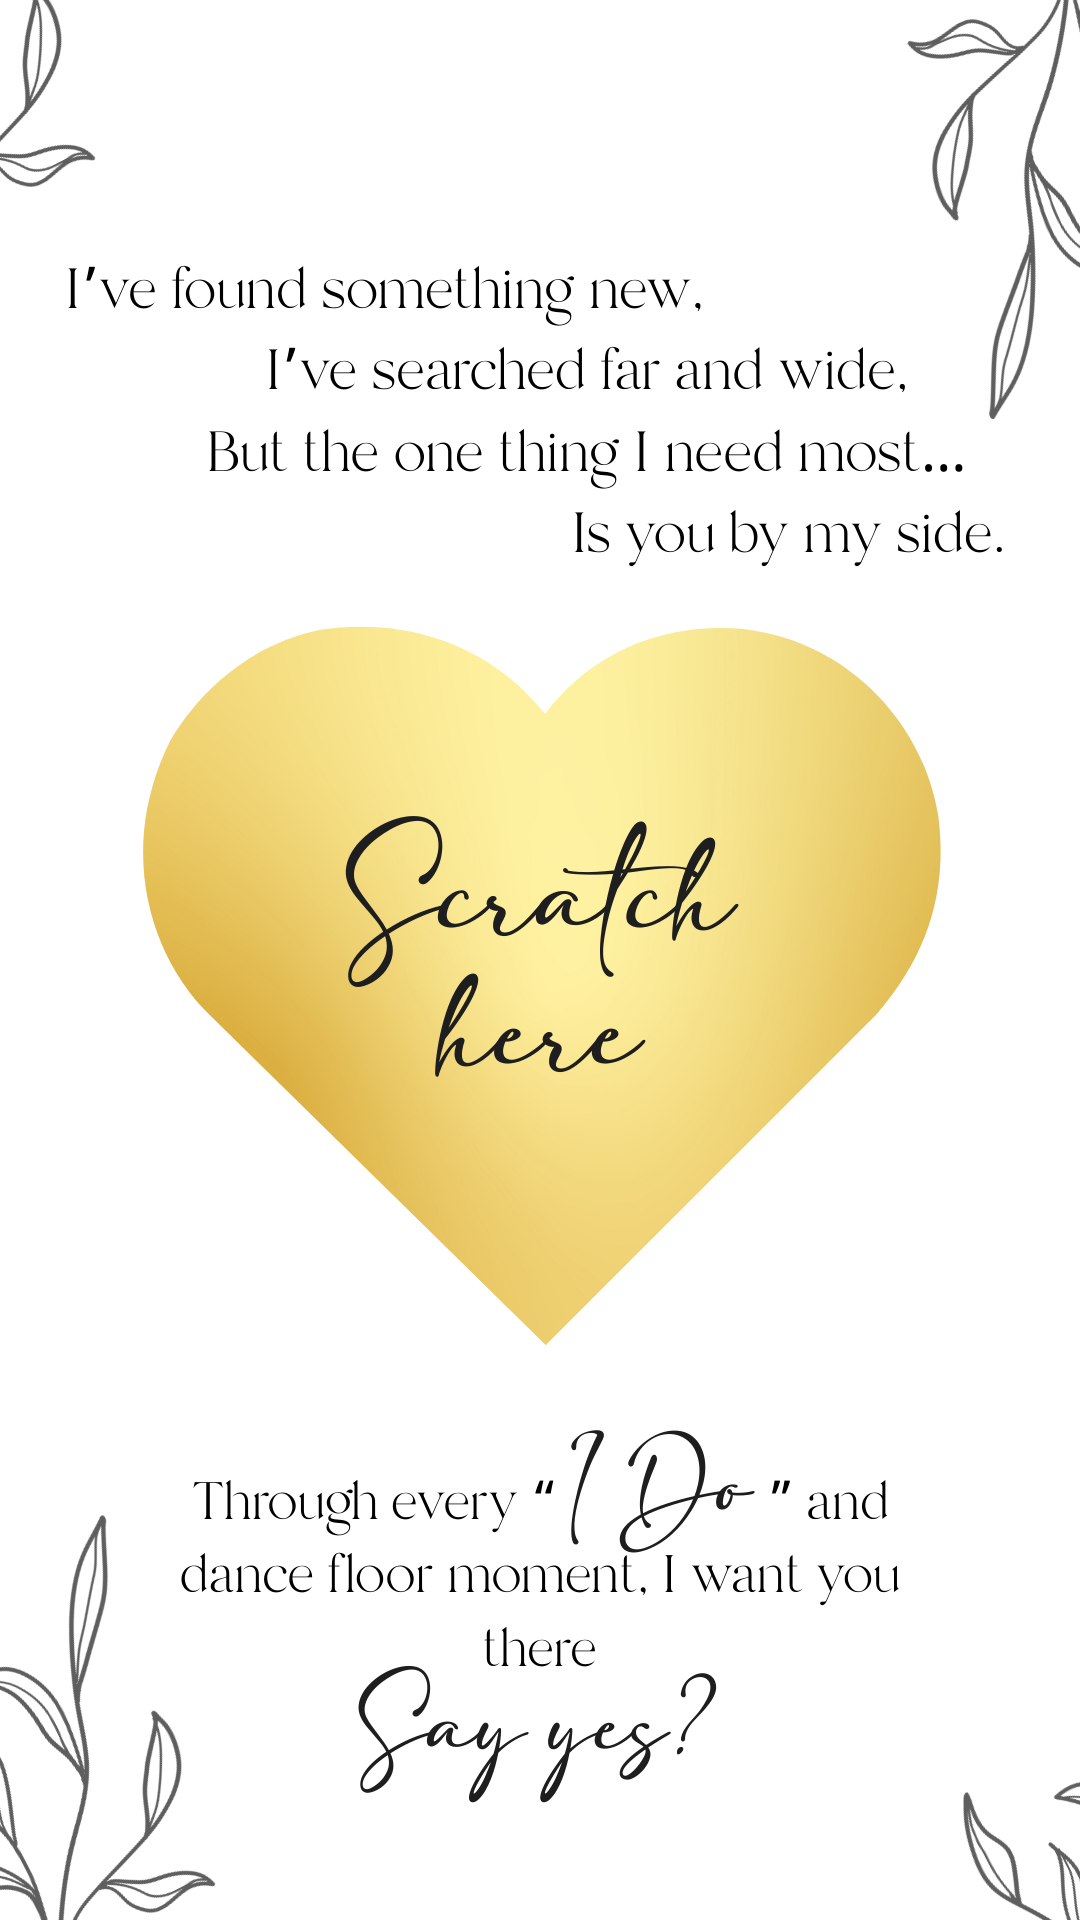 I've found something new,
I've searched far and wide,
But the one thing I need most...
Is you by my side.
Scratch
here
Through every “I Do” and
dance floor moment, I want you
there
Say yes?